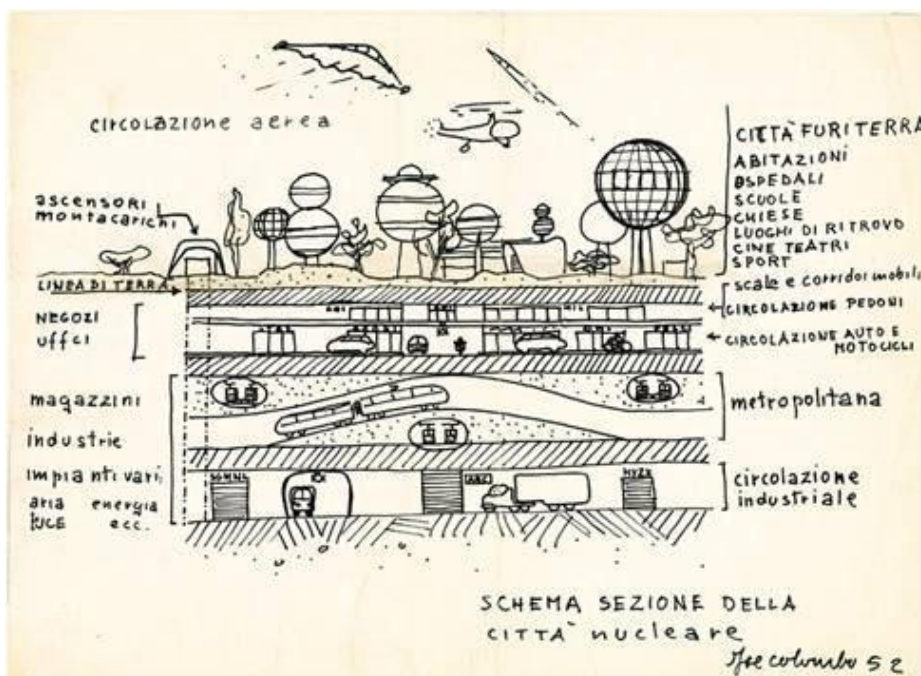 circolazione aerea
CITTÀ FURITERRA
ABITAZIONI
OSPEDALI
SCUOLE
CHIESE
LUOGHI DI RITROVO
CINE TEATRI
SPORT
ascensori
montacarichi
LINEA DI TERRA
scale e corridoi mobili
CIRCOLAZIONE PEDONI
NEGOZI
uffci
CIRCOLAZIONE AUTO E
MOTOCICLI
magazzini
industrie
impianti vari
aria energia
LUCE ecc.
metropolitana
circolazione
industriale
SCHEMA SEZIONE DELLA
CITTÀ nucleare
Joe colombo 52